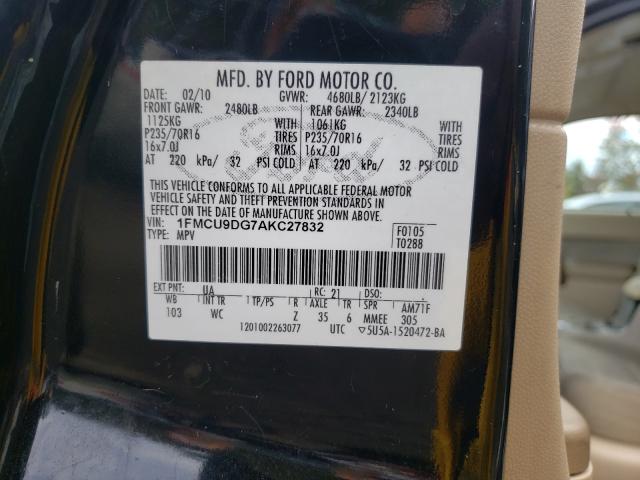 MFD. BY FORD MOTOR CO.
02/10 GVWR: 4680LB/ 2123KG
FRONT GAWR: 2480LB REAR GAWR: 2340LB
1125KG WITH 1061KG WITH
P235/70R16 TIRES P235/70R16 TIRES
16x7.0J RIMS 16x7.0J RIMS
AT 220 kPa/ 32 PSI COLD AT 220 kPa/ 32 PSI COLD
THIS VEHICLE CONFORMS TO ALL APPLICABLE FEDERAL MOTOR
VEHICLE SAFETY AND THEFT PREVENTION STANDARDS IN
EFFECT ON THE DATE OF MANUFACTURE SHOWN ABOVE.
VIN: 1FMCU9DG7AKC27832 F0105
TYPE: MPV T0288
EXT PNT: UA RC: 21 DSO:
WB INT TR TP/PS R AXLE TR SPR AM71F
103 WC Z 35 6 MMEE 305
1201002263077 UTC ▽5U5A-1520472-BA
Ford